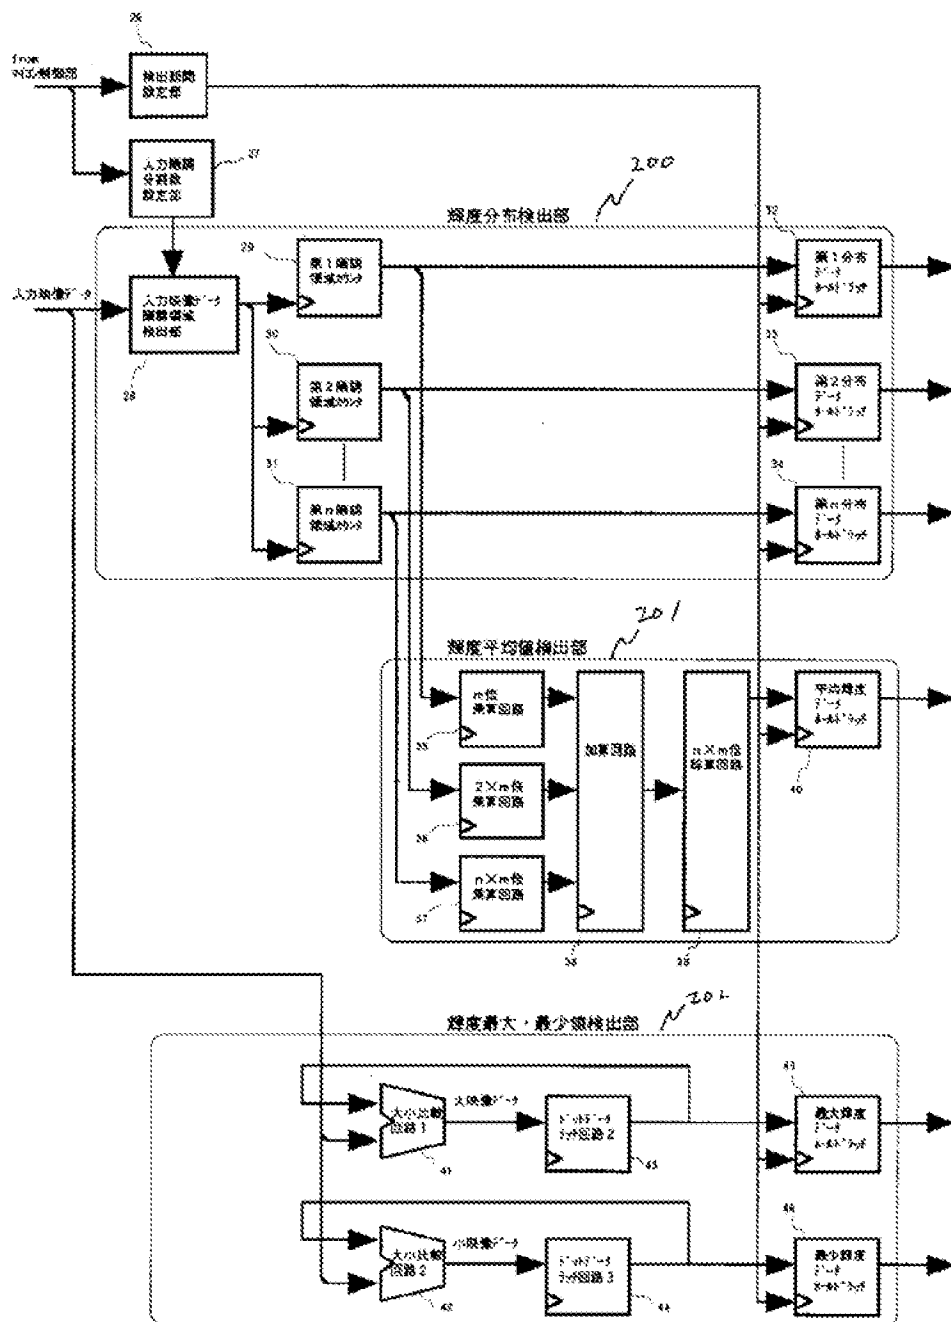 26
from
マイコン制御部
検出期間
設定部
27
入力階調
分割数
設定部
200
輝度分布検出部
入力映像データ
入力映像データ
階調領域
検出部
28
29
第1階調
領域カウンタ
32
第1分布
データ
ホールドラッチ
30
第2階調
領域カウンタ
33
第2分布
データ
ホールドラッチ
31
第n階調
領域カウンタ
34
第n分布
データ
ホールドラッチ
201
輝度平均値検出部
m倍
乗算回路
35
2×m倍
乗算回路
36
n×m倍
乗算回路
37
加算回路
38
n×m倍
除算回路
39
平均輝度
データ
ホールドラッチ
40
202
輝度最大・最少値検出部
大小比較
回路1
41
大映像データ
ドットデータ
ラッチ回路2
43
最大輝度
データ
ホールドラッチ
大小比較
回路2
42
小映像データ
ドットデータ
ラッチ回路3
44
46
最少輝度
データ
ホールドラッチ